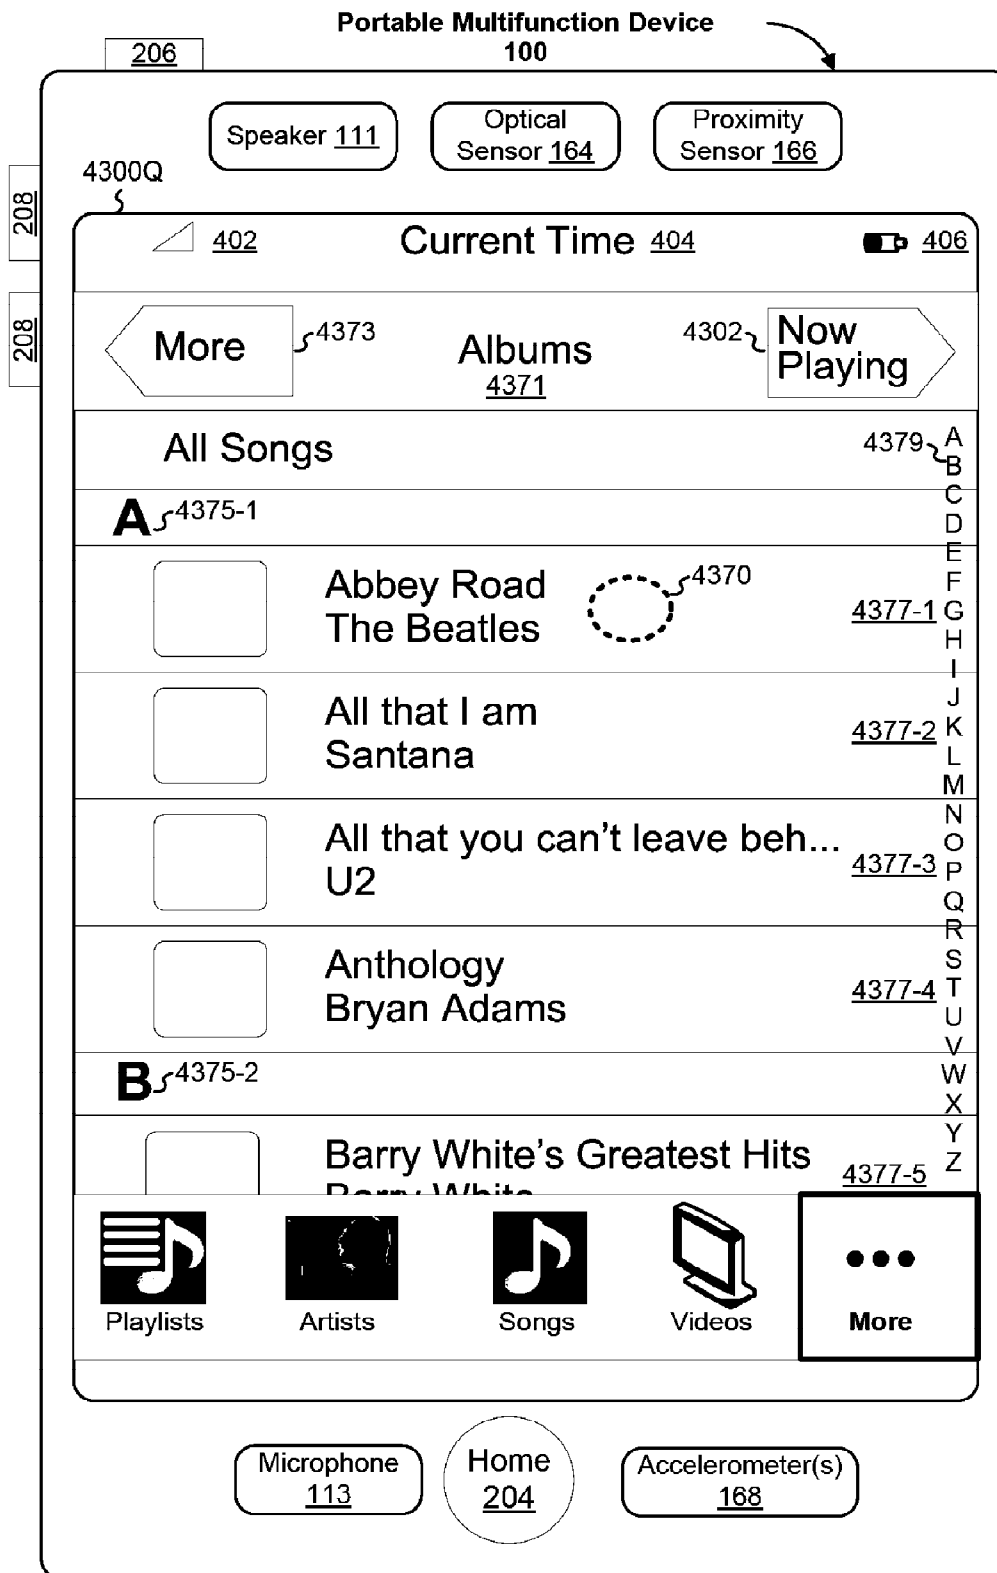 Portable Multifunction Device
100
206
Speaker 111
Optical
Sensor 164
Proximity
Sensor 166
208
208
4300Q
402
Current Time 404
406
More
4373
Albums
4371
4302
Now
Playing
All Songs
4379
A
B
C
D
E
F
G
H
I
J
K
L
M
N
O
P
Q
R
S
T
U
V
W
X
Y
Z
A
4375-1
Abbey Road
The Beatles
4370
4377-1
All that I am
Santana
4377-2
All that you can't leave beh...
U2
4377-3
Anthology
Bryan Adams
4377-4
B
4375-2
Barry White's Greatest Hits
Barry White
4377-5
Playlists
Artists
Songs
Videos
More
Microphone
113
Home
204
Accelerometer(s)
168